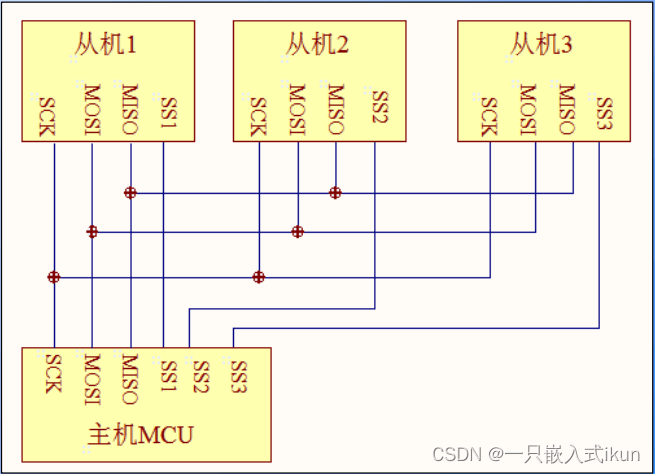 从机1
从机2
从机3
SCK
MOSI
MISO
SS1
SCK
MOSI
MISO
SS2
SCK
MOSI
MISO
SS3
SCK
MOSI
MISO
SS1
SS2
SS3
主机MCU
CSDN @一只嵌入式ikun